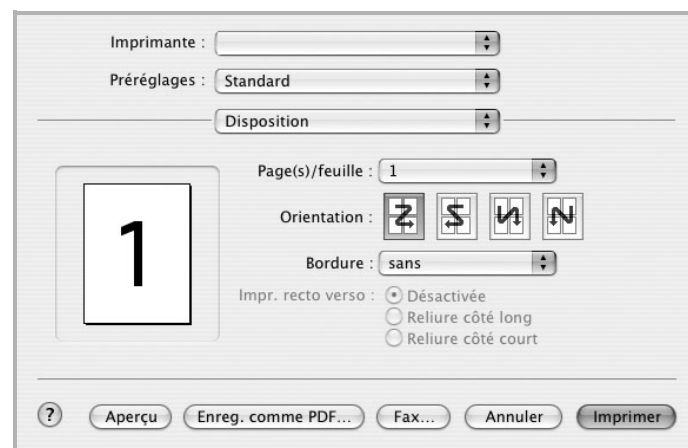 Imprimante :
Préréglages : Standard
Disposition
Page(s)/feuille : 1
1
Orientation :
Bordure : sans
Impr. recto verso : Désactivée
Reliure côté long
Reliure côté court
? Aperçu Enreg. comme PDF... Fax... Annuler Imprimer